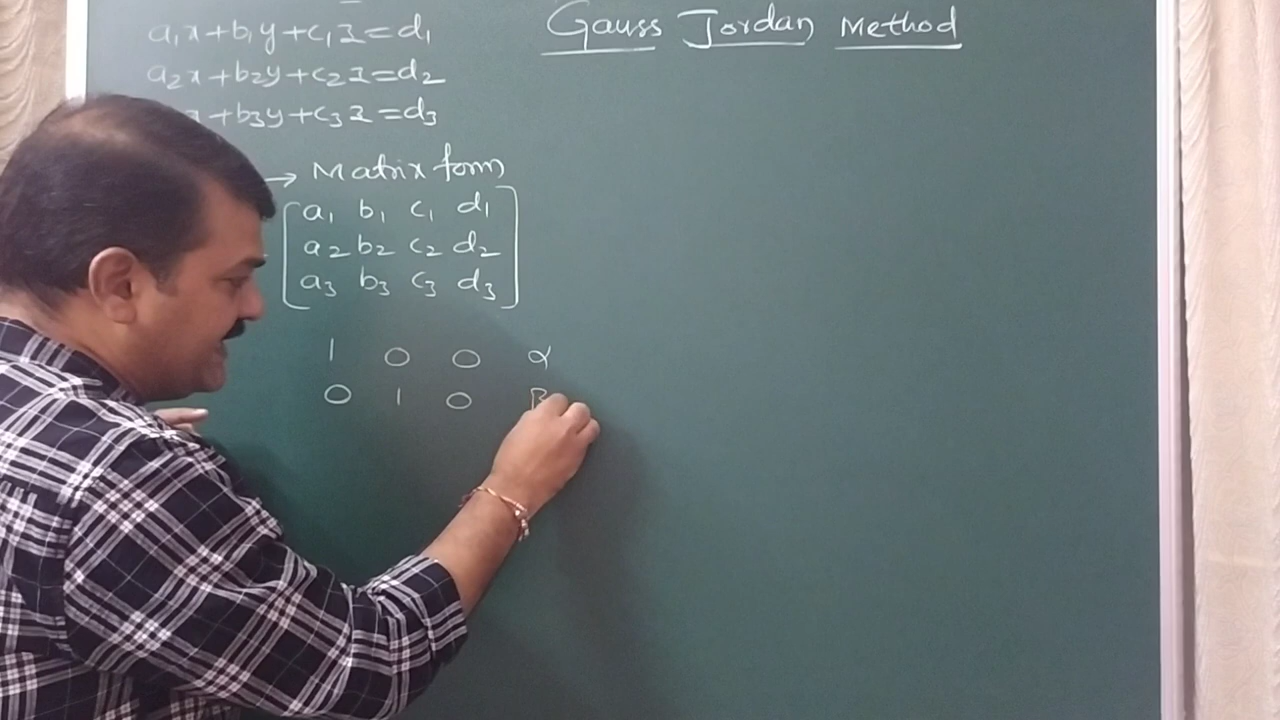 Gauss Jordan Method
a₁x+b₁y+c₁z=d₁
a₂x+b₂y+c₂z=d₂
+b₃y+c₃z=d₃
→ Matrix form
a₁ b₁ c₁ d₁
a₂ b₂ c₂ d₂
a₃ b₃ c₃ d₃
1 0 0 α
0 1 0